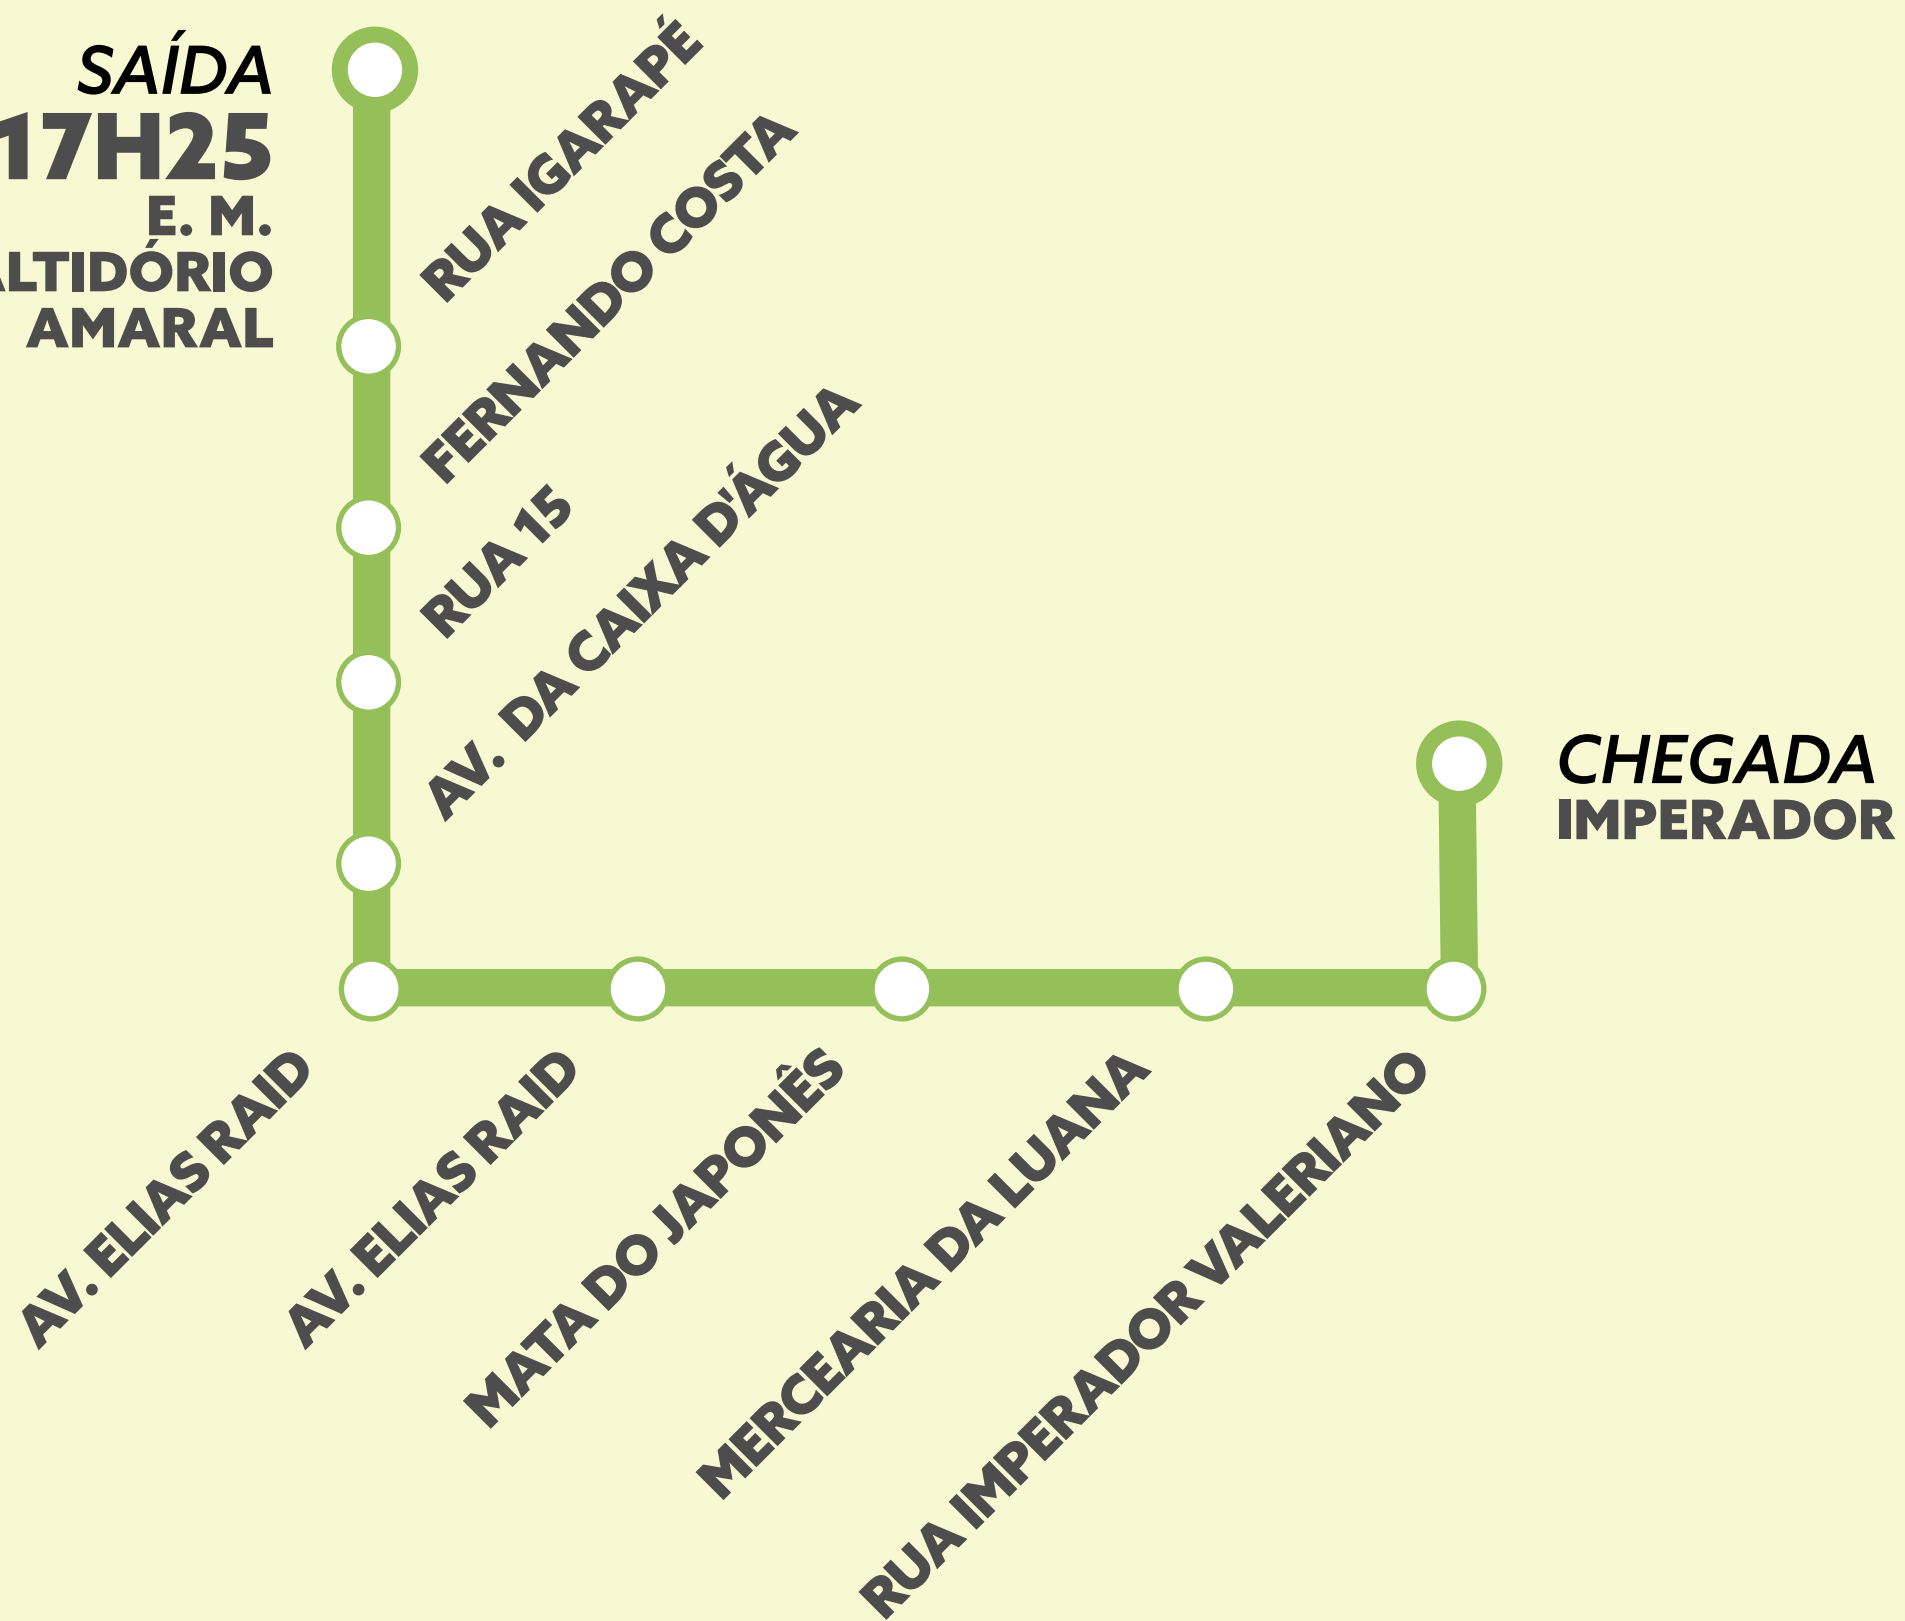 SAÍDA
17H25
E. M.
ALTIDÓRIO
AMARAL
RUA IGARAPÉ
FERNANDO COSTA
RUA 15
AV. DA CAIXA D'ÁGUA
CHEGADA
IMPERADOR
AV. ELIAS RAID
AV. ELIAS RAID
MATA DO JAPONÊS
MERCEARIA DA LUANA
RUA IMPERADOR VALERIANO